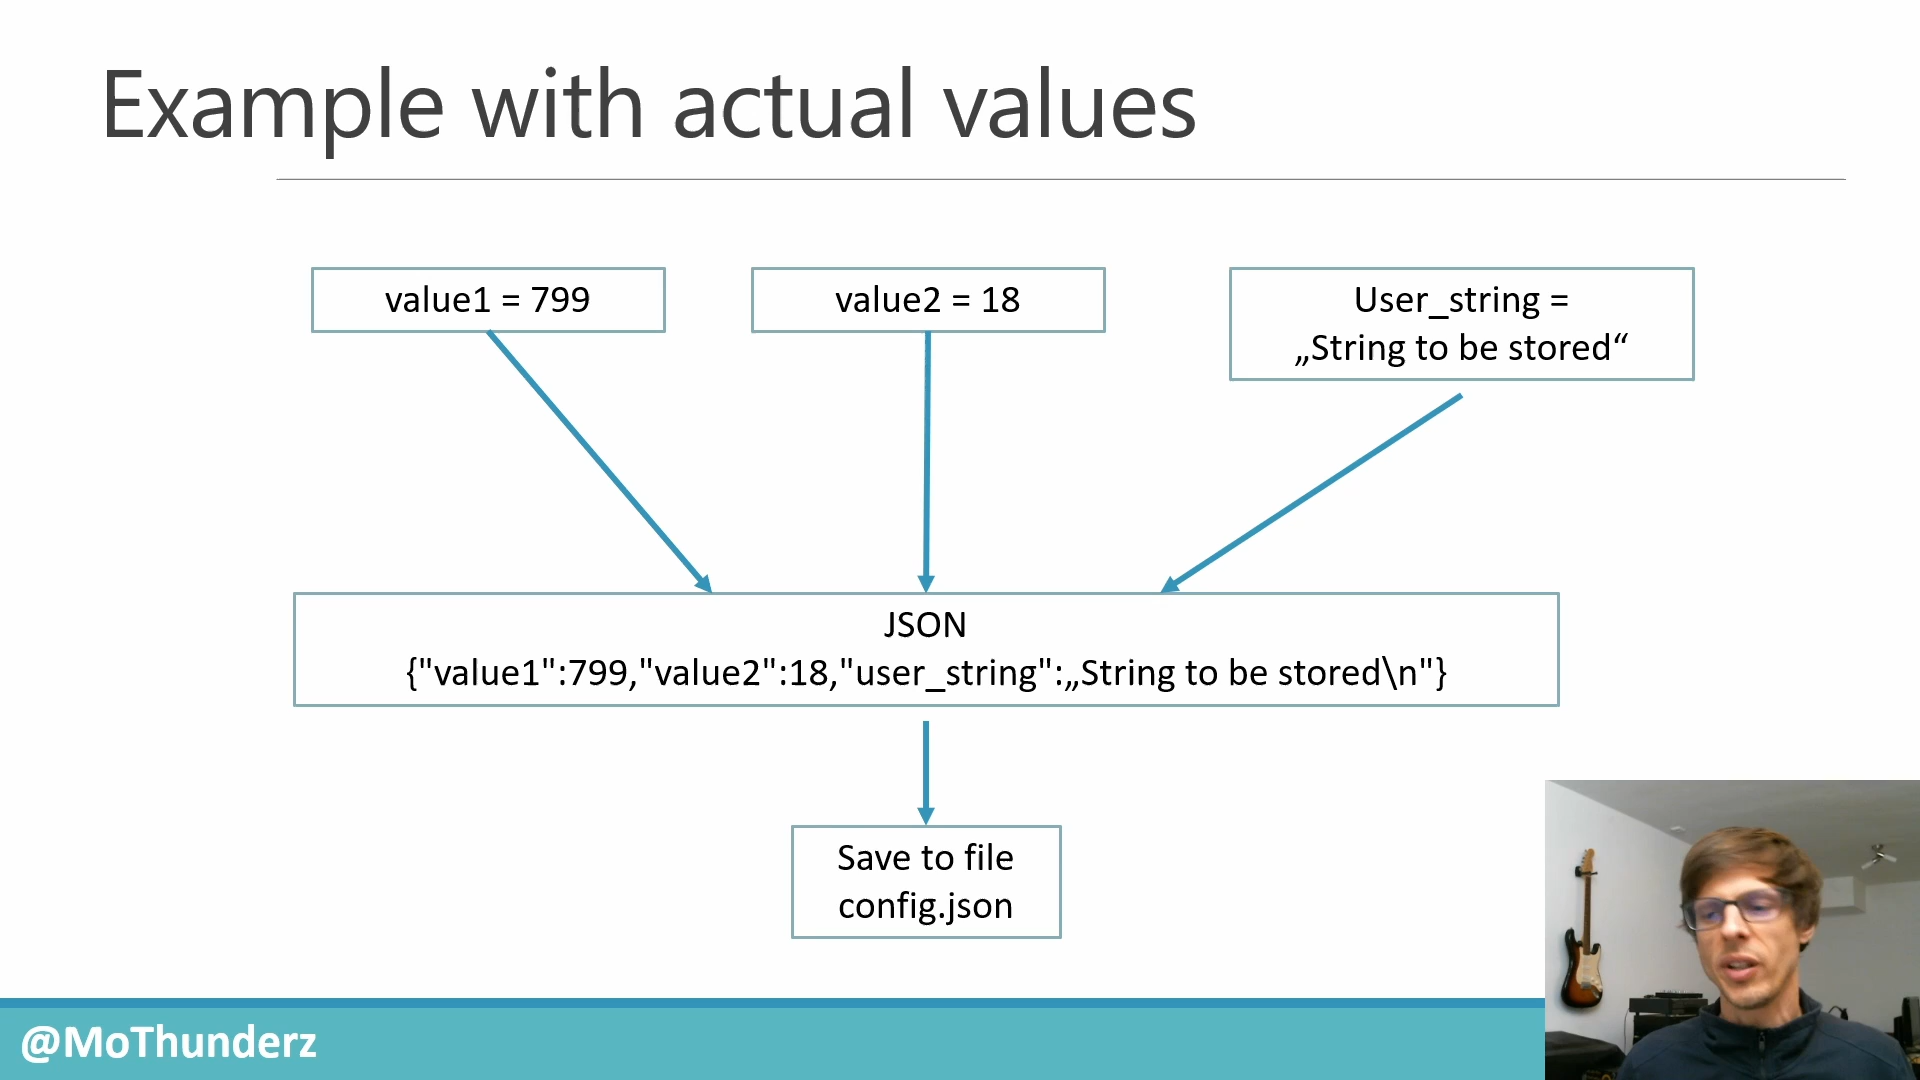 Example with actual values
value1 = 799
value2 = 18
User_string =
„String to be stored“
JSON
{"value1":799,"value2":18,"user_string":„String to be stored\n"}
Save to file
config.json
@MoThunderz